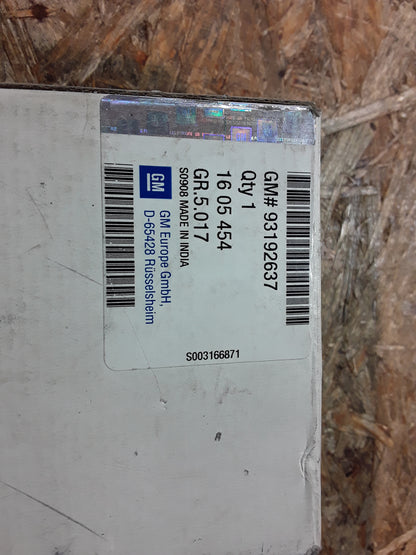 GM# 93192637
Qty 1
16 05 454
GR.5.017
S0908 MADE IN INDIA
GM
GM Europe GmbH,
D-65428 Rüsselsheim
S003166871